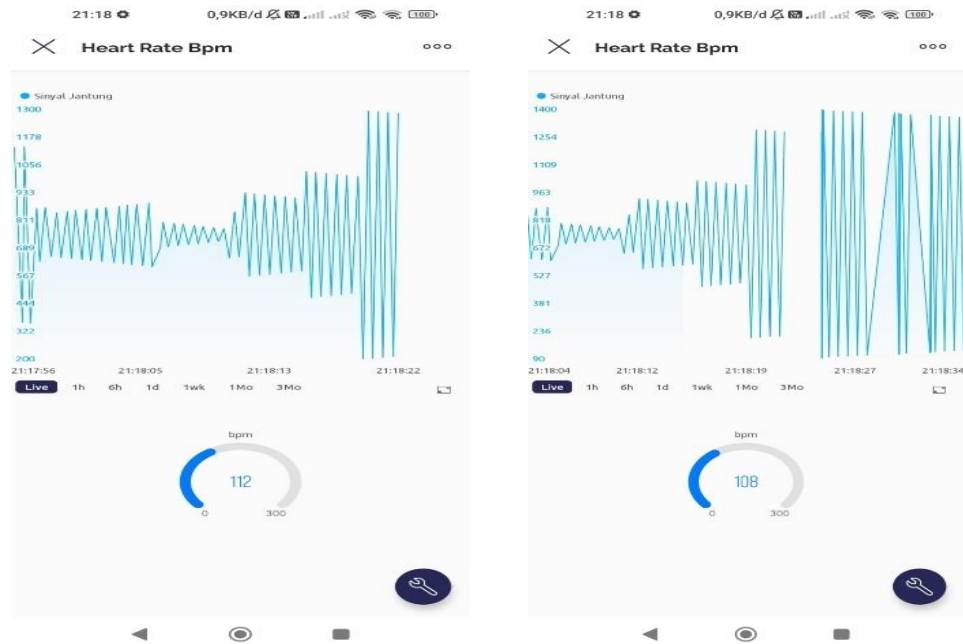 21:18 0,9KB/d 100
Heart Rate Bpm
Sinyal Jantung
1300
1178
1056
933
811
689
567
444
322
200
21:17:56 21:18:05 21:18:13 21:18:22
Live 1h 6h 1d 1wk 1Mo 3Mo
bpm
112
0 300
21:18 0,9KB/d 100
Heart Rate Bpm
Sinyal Jantung
1400
1254
1109
963
818
672
527
381
236
90
21:18:04 21:18:12 21:18:19 21:18:27 21:18:34
Live 1h 6h 1d 1wk 1Mo 3Mo
bpm
108
0 300